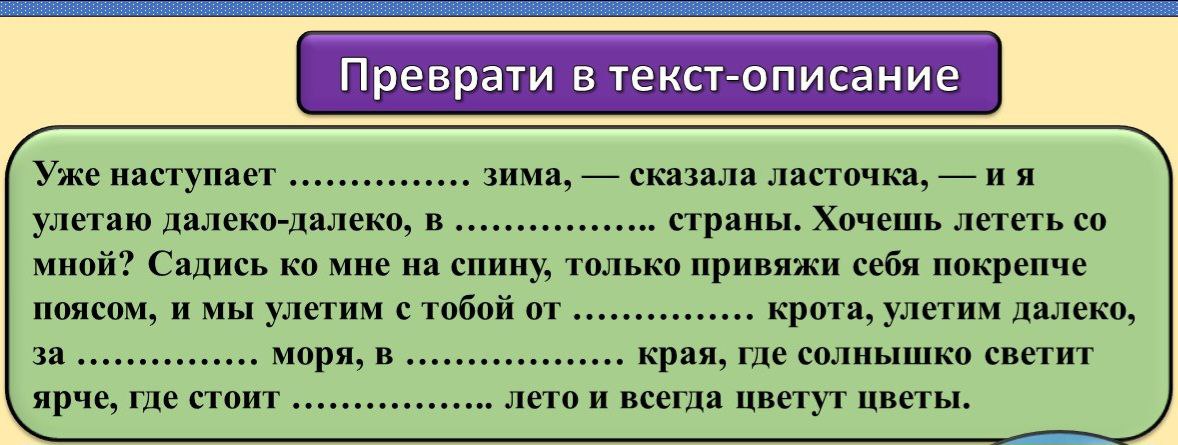 Преврати в текст-описание
Уже наступает …………… зима, — сказала ласточка, — и я
улетаю далеко-далеко, в …………….. страны. Хочешь лететь со
мной? Садись ко мне на спину, только привяжи себя покрепче
поясом, и мы улетим с тобой от …………… крота, улетим далеко,
за …………… моря, в ……………… края, где солнышко светит
ярче, где стоит …………….. лето и всегда цветут цветы.